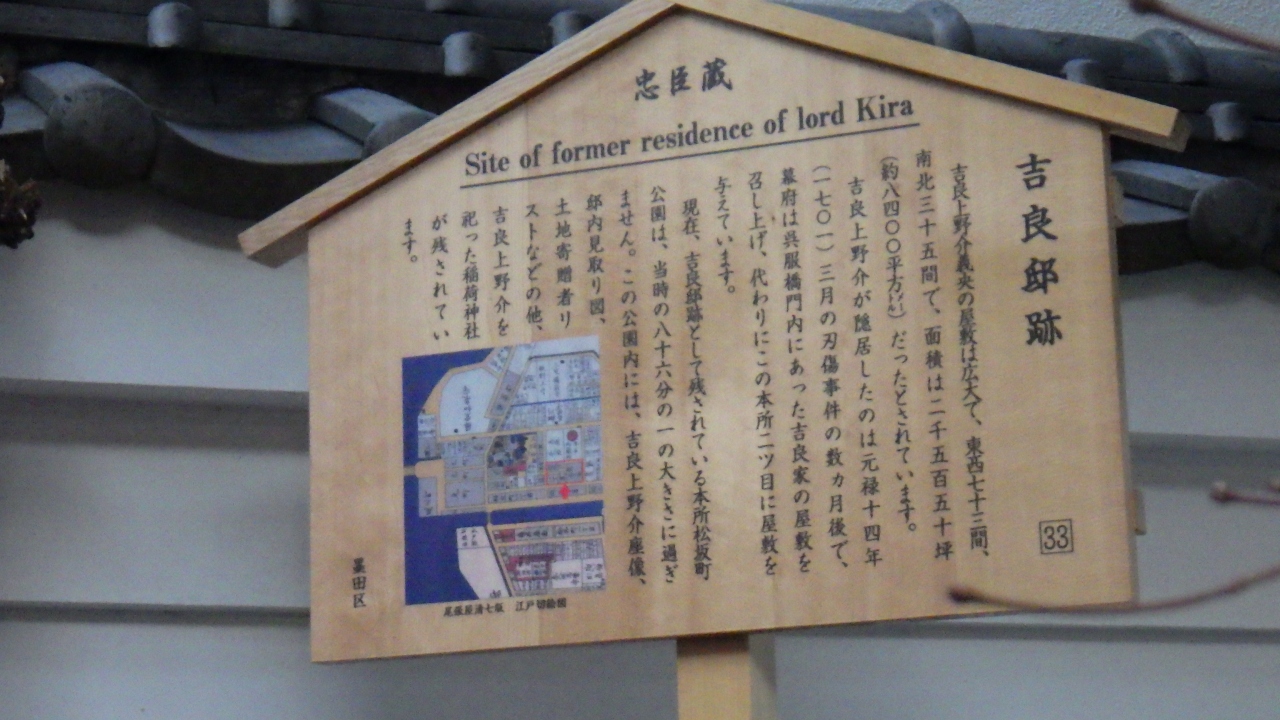 忠臣蔵
Site of former residence of lord Kira
吉良邸跡
33
吉良上野介義央の屋敷は広大で、東西七十三間、
南北三十五間で、面積は二千五百五十坪
（約八四〇〇平方㍍）だったとされています。
吉良上野介が隠居したのは元禄十四年
（一七〇一）三月の刃傷事件の数ヵ月後で、
幕府は呉服橋門内にあった吉良家の屋敷を
召し上げ、代わりにこの本所二ツ目に屋敷を
与えています。
現在、吉良邸跡として残されている本所松坂町
公園は、当時の八十六分の一の大きさに過ぎ
ません。この公園内には、吉良上野介座像、
邸内見取り図、
土地寄贈者リ
ストなどの他、
吉良上野介を
祀った稲荷神社
が残されてい
ます。
尾張屋清七版 江戸切絵図
墨田区